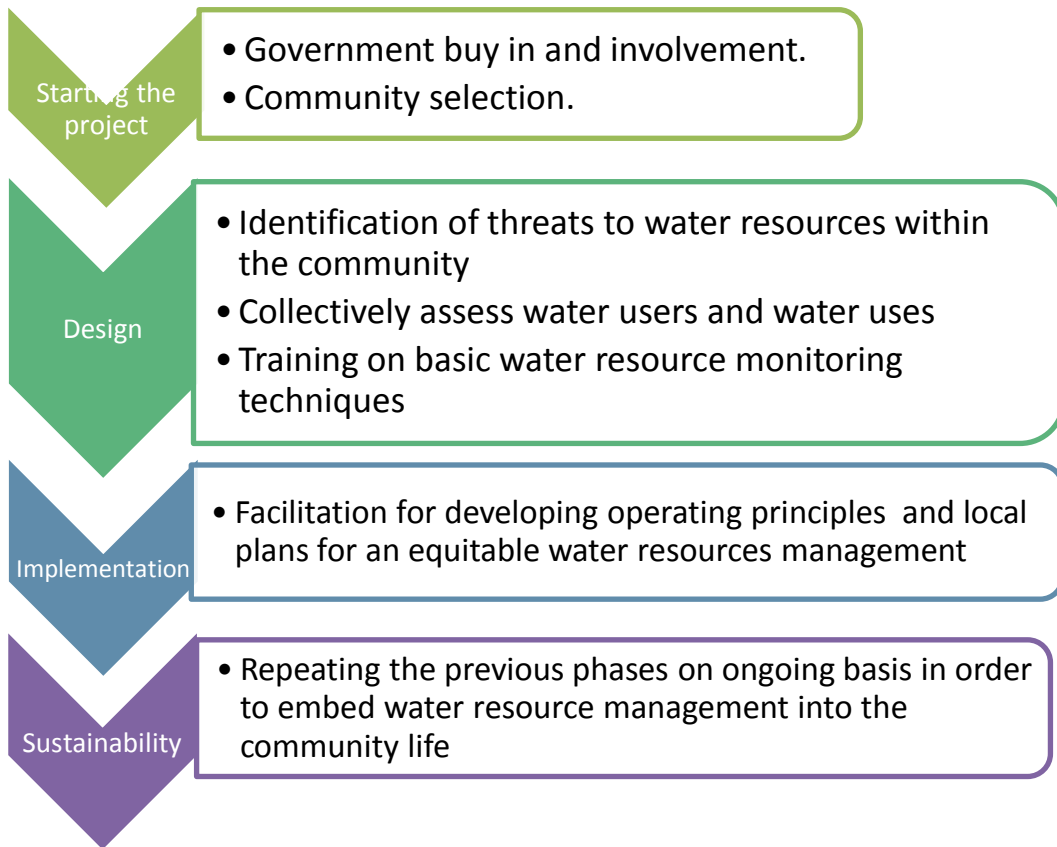 Starting the
project
• Government buy in and involvement.
• Community selection.
Design
• Identification of threats to water resources within
the community
• Collectively assess water users and water uses
• Training on basic water resource monitoring
techniques
Implementation
• Facilitation for developing operating principles  and local
plans for an equitable water resources management
Sustainability
• Repeating the previous phases on ongoing basis in order
to embed water resource management into the
community life